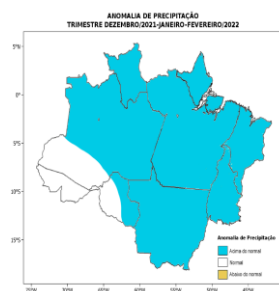 ANOMALIA DE PRECIPITAÇÃO
TRIMESTRE DEZEMBRO/2021-JANEIRO-FEVEREIRO/2022
5°N
0°
5°S
10°S
15°S
Anomalia de Precipitação
Acima do normal
Normal
Abaixo do normal
70°W